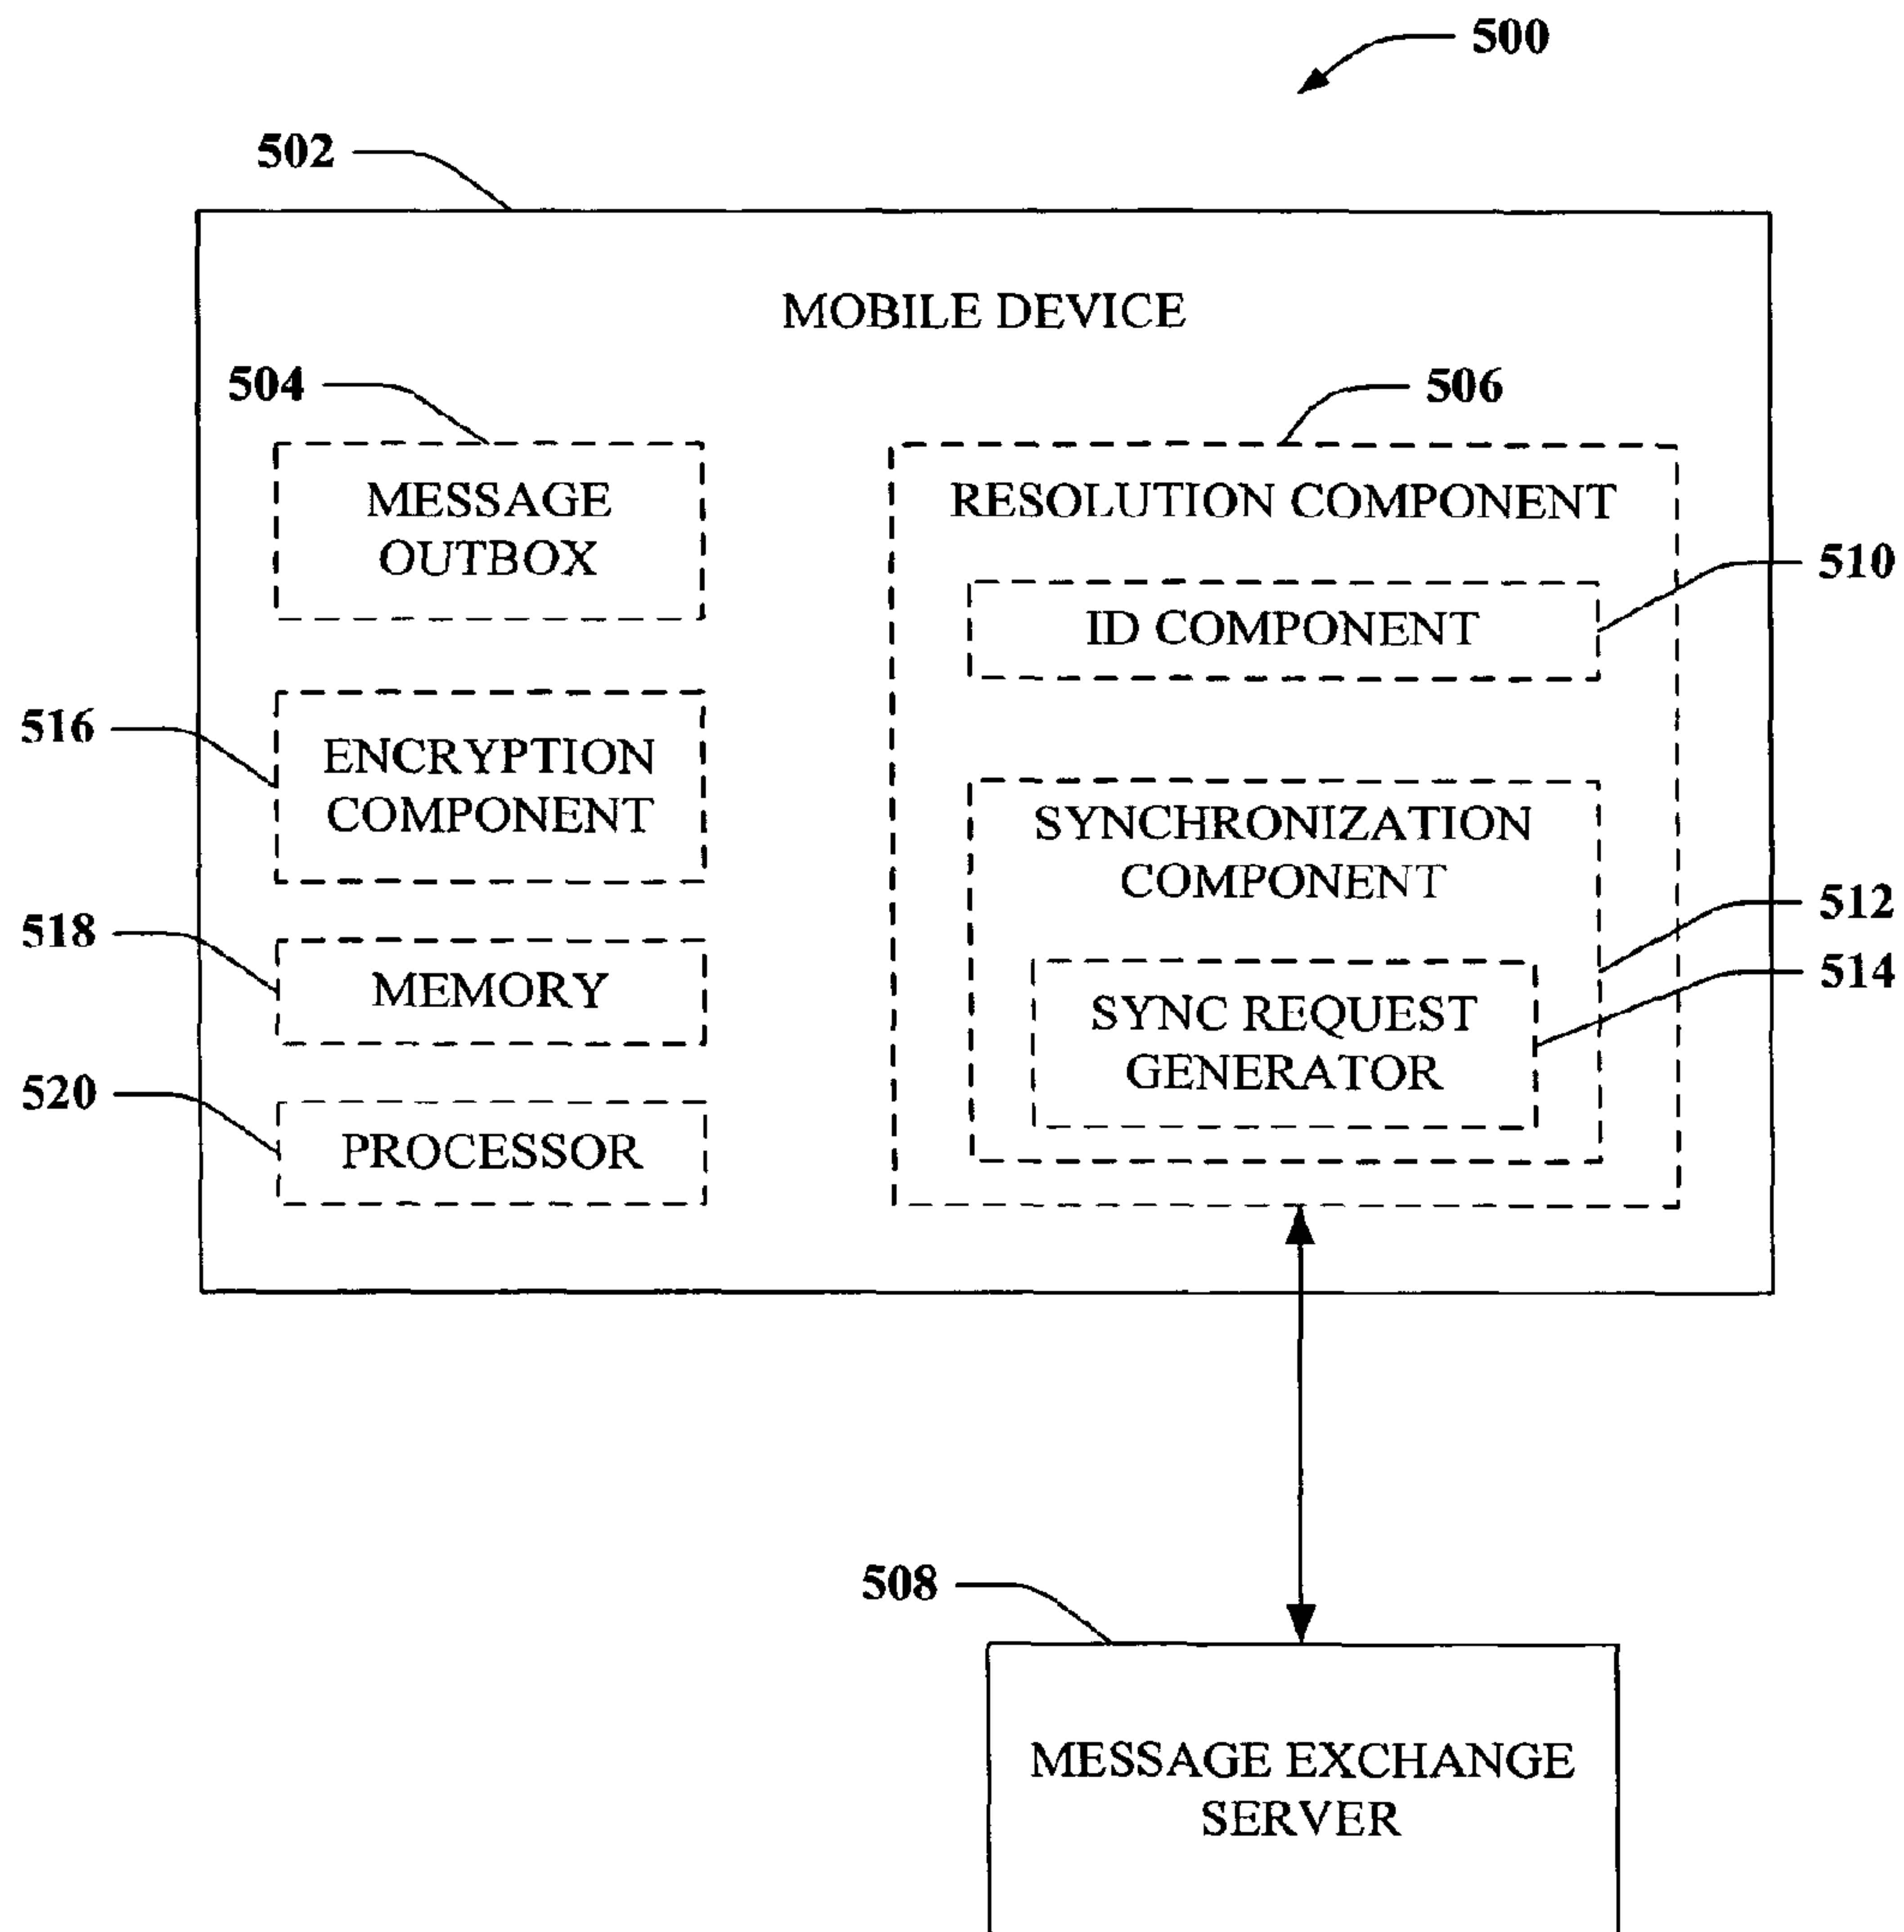 500
502
MOBILE DEVICE
504
506
MESSAGE
OUTBOX
RESOLUTION COMPONENT
510
ID COMPONENT
516
ENCRYPTION
COMPONENT
SYNCHRONIZATION
COMPONENT
512
518
MEMORY
514
SYNC REQUEST
GENERATOR
520
PROCESSOR
508
MESSAGE EXCHANGE
SERVER